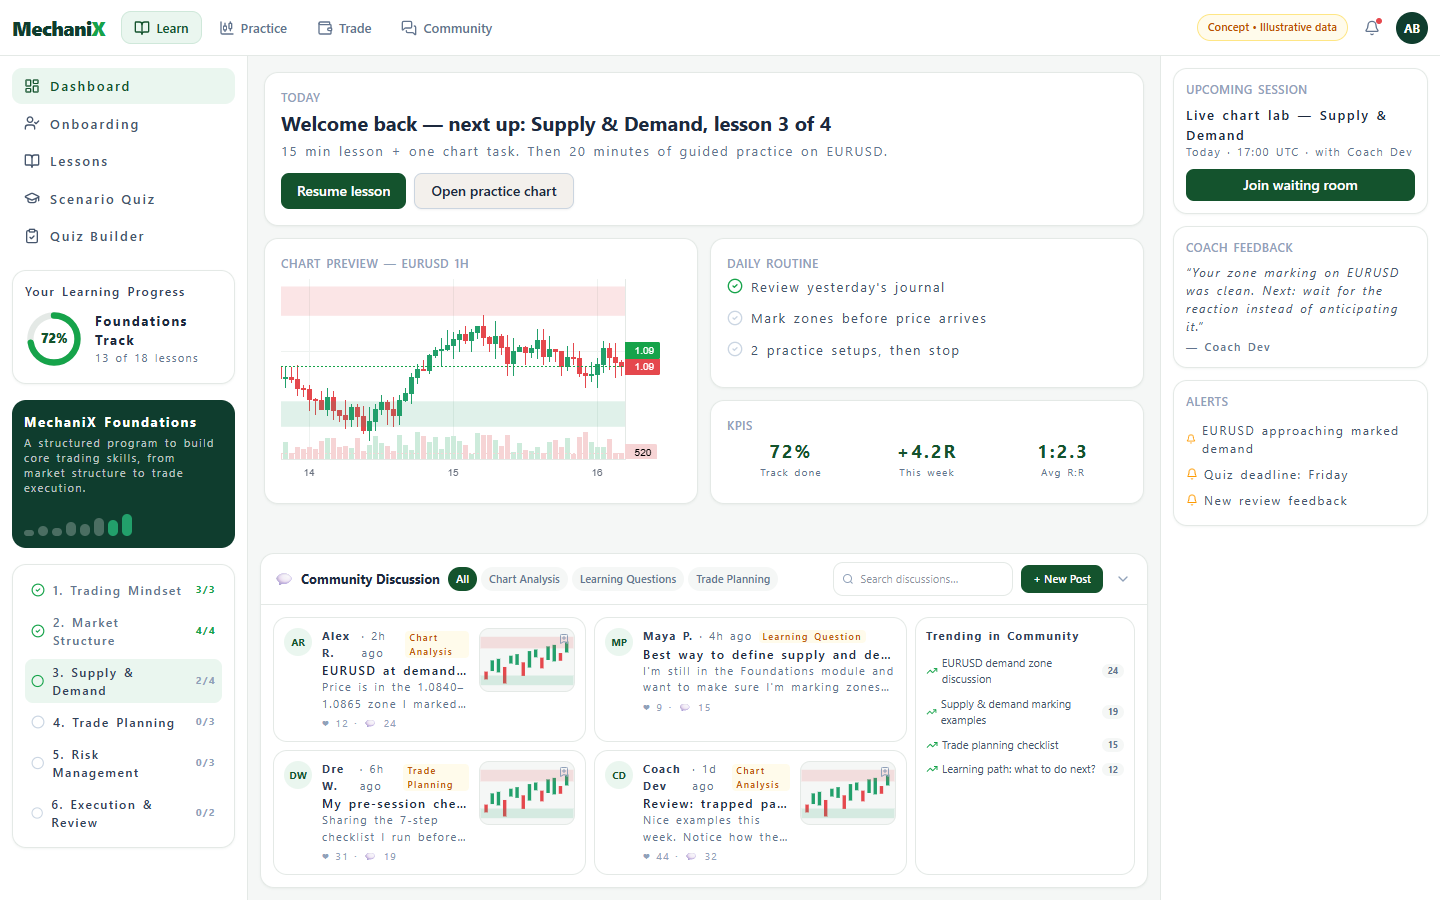 MechaniX
Learn
Practice
Trade
Community
Concept • Illustrative data
AB
Dashboard
Onboarding
Lessons
Scenario Quiz
Quiz Builder
Your Learning Progress
72%
Foundations
Track
13 of 18 lessons
MechaniX Foundations
A structured program to build
core trading skills, from
market structure to trade
execution.
1. Trading Mindset 3/3
2. Market
Structure
4/4
3. Supply &
Demand
2/4
4. Trade Planning 0/3
5. Risk
Management
0/3
6. Execution &
Review
0/2
TODAY
Welcome back — next up: Supply & Demand, lesson 3 of 4
15 min lesson + one chart task. Then 20 minutes of guided practice on EURUSD.
Resume lesson
Open practice chart
CHART PREVIEW — EURUSD 1H
1.09
1.09
520
14 15 16
DAILY ROUTINE
Review yesterday's journal
Mark zones before price arrives
2 practice setups, then stop
KPIS
72% +4.2R 1:2.3
Track done This week Avg R:R
Community Discussion
All
Chart Analysis
Learning Questions
Trade Planning
Search discussions...
+ New Post
AR
Alex
R.
· 2h
ago
Chart
Analysis
EURUSD at demand...
Price is in the 1.0840–
1.0865 zone I marked...
12 · 24
MP
Maya P. · 4h ago Learning Question
Best way to define supply and de...
I'm still in the Foundations module and
want to make sure I'm marking zones...
9 · 15
DW
Dre
W.
· 6h
ago
Trade
Planning
My pre-session che...
Sharing the 7-step
checklist I run before...
31 · 19
CD
Coach
Dev
· 1d
ago
Chart
Analysis
Review: trapped pa...
Nice examples this
week. Notice how the...
44 · 32
Trending in Community
EURUSD demand zone
discussion
24
Supply & demand marking
examples
19
Trade planning checklist 15
Learning path: what to do next? 12
UPCOMING SESSION
Live chart lab — Supply &
Demand
Today · 17:00 UTC · with Coach Dev
Join waiting room
COACH FEEDBACK
“Your zone marking on EURUSD
was clean. Next: wait for the
reaction instead of anticipating
it.”
— Coach Dev
ALERTS
EURUSD approaching marked
demand
Quiz deadline: Friday
New review feedback